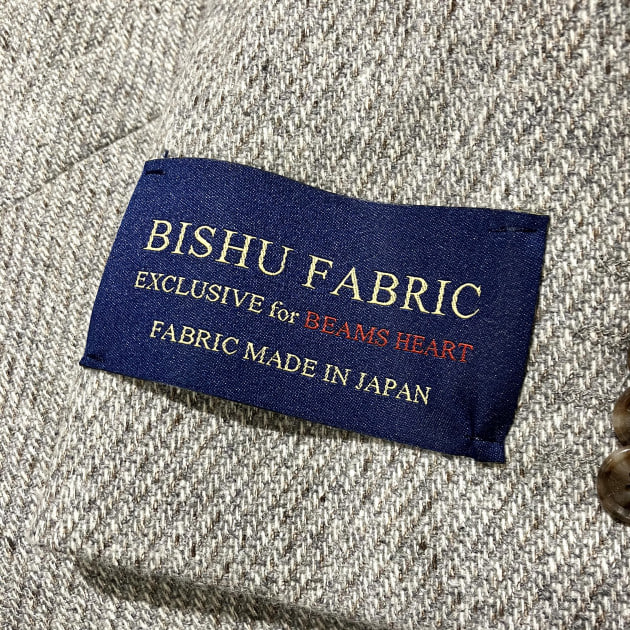 BISHU FABRIC
EXCLUSIVE for BEAMS HEART
FABRIC MADE IN JAPAN